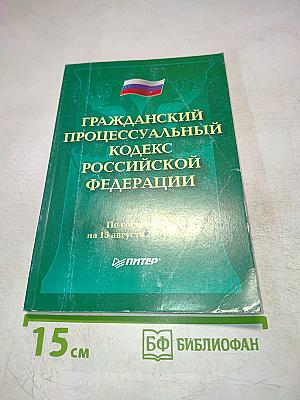 ГРАЖДАНСКИЙ
ПРОЦЕССУАЛЬНЫЙ
КОДЕКС
РОССИЙСКОЙ
ФЕДЕРАЦИИ
По
на 15 августа
ПИТЕР
15 см
БФ БИБЛИОФАН